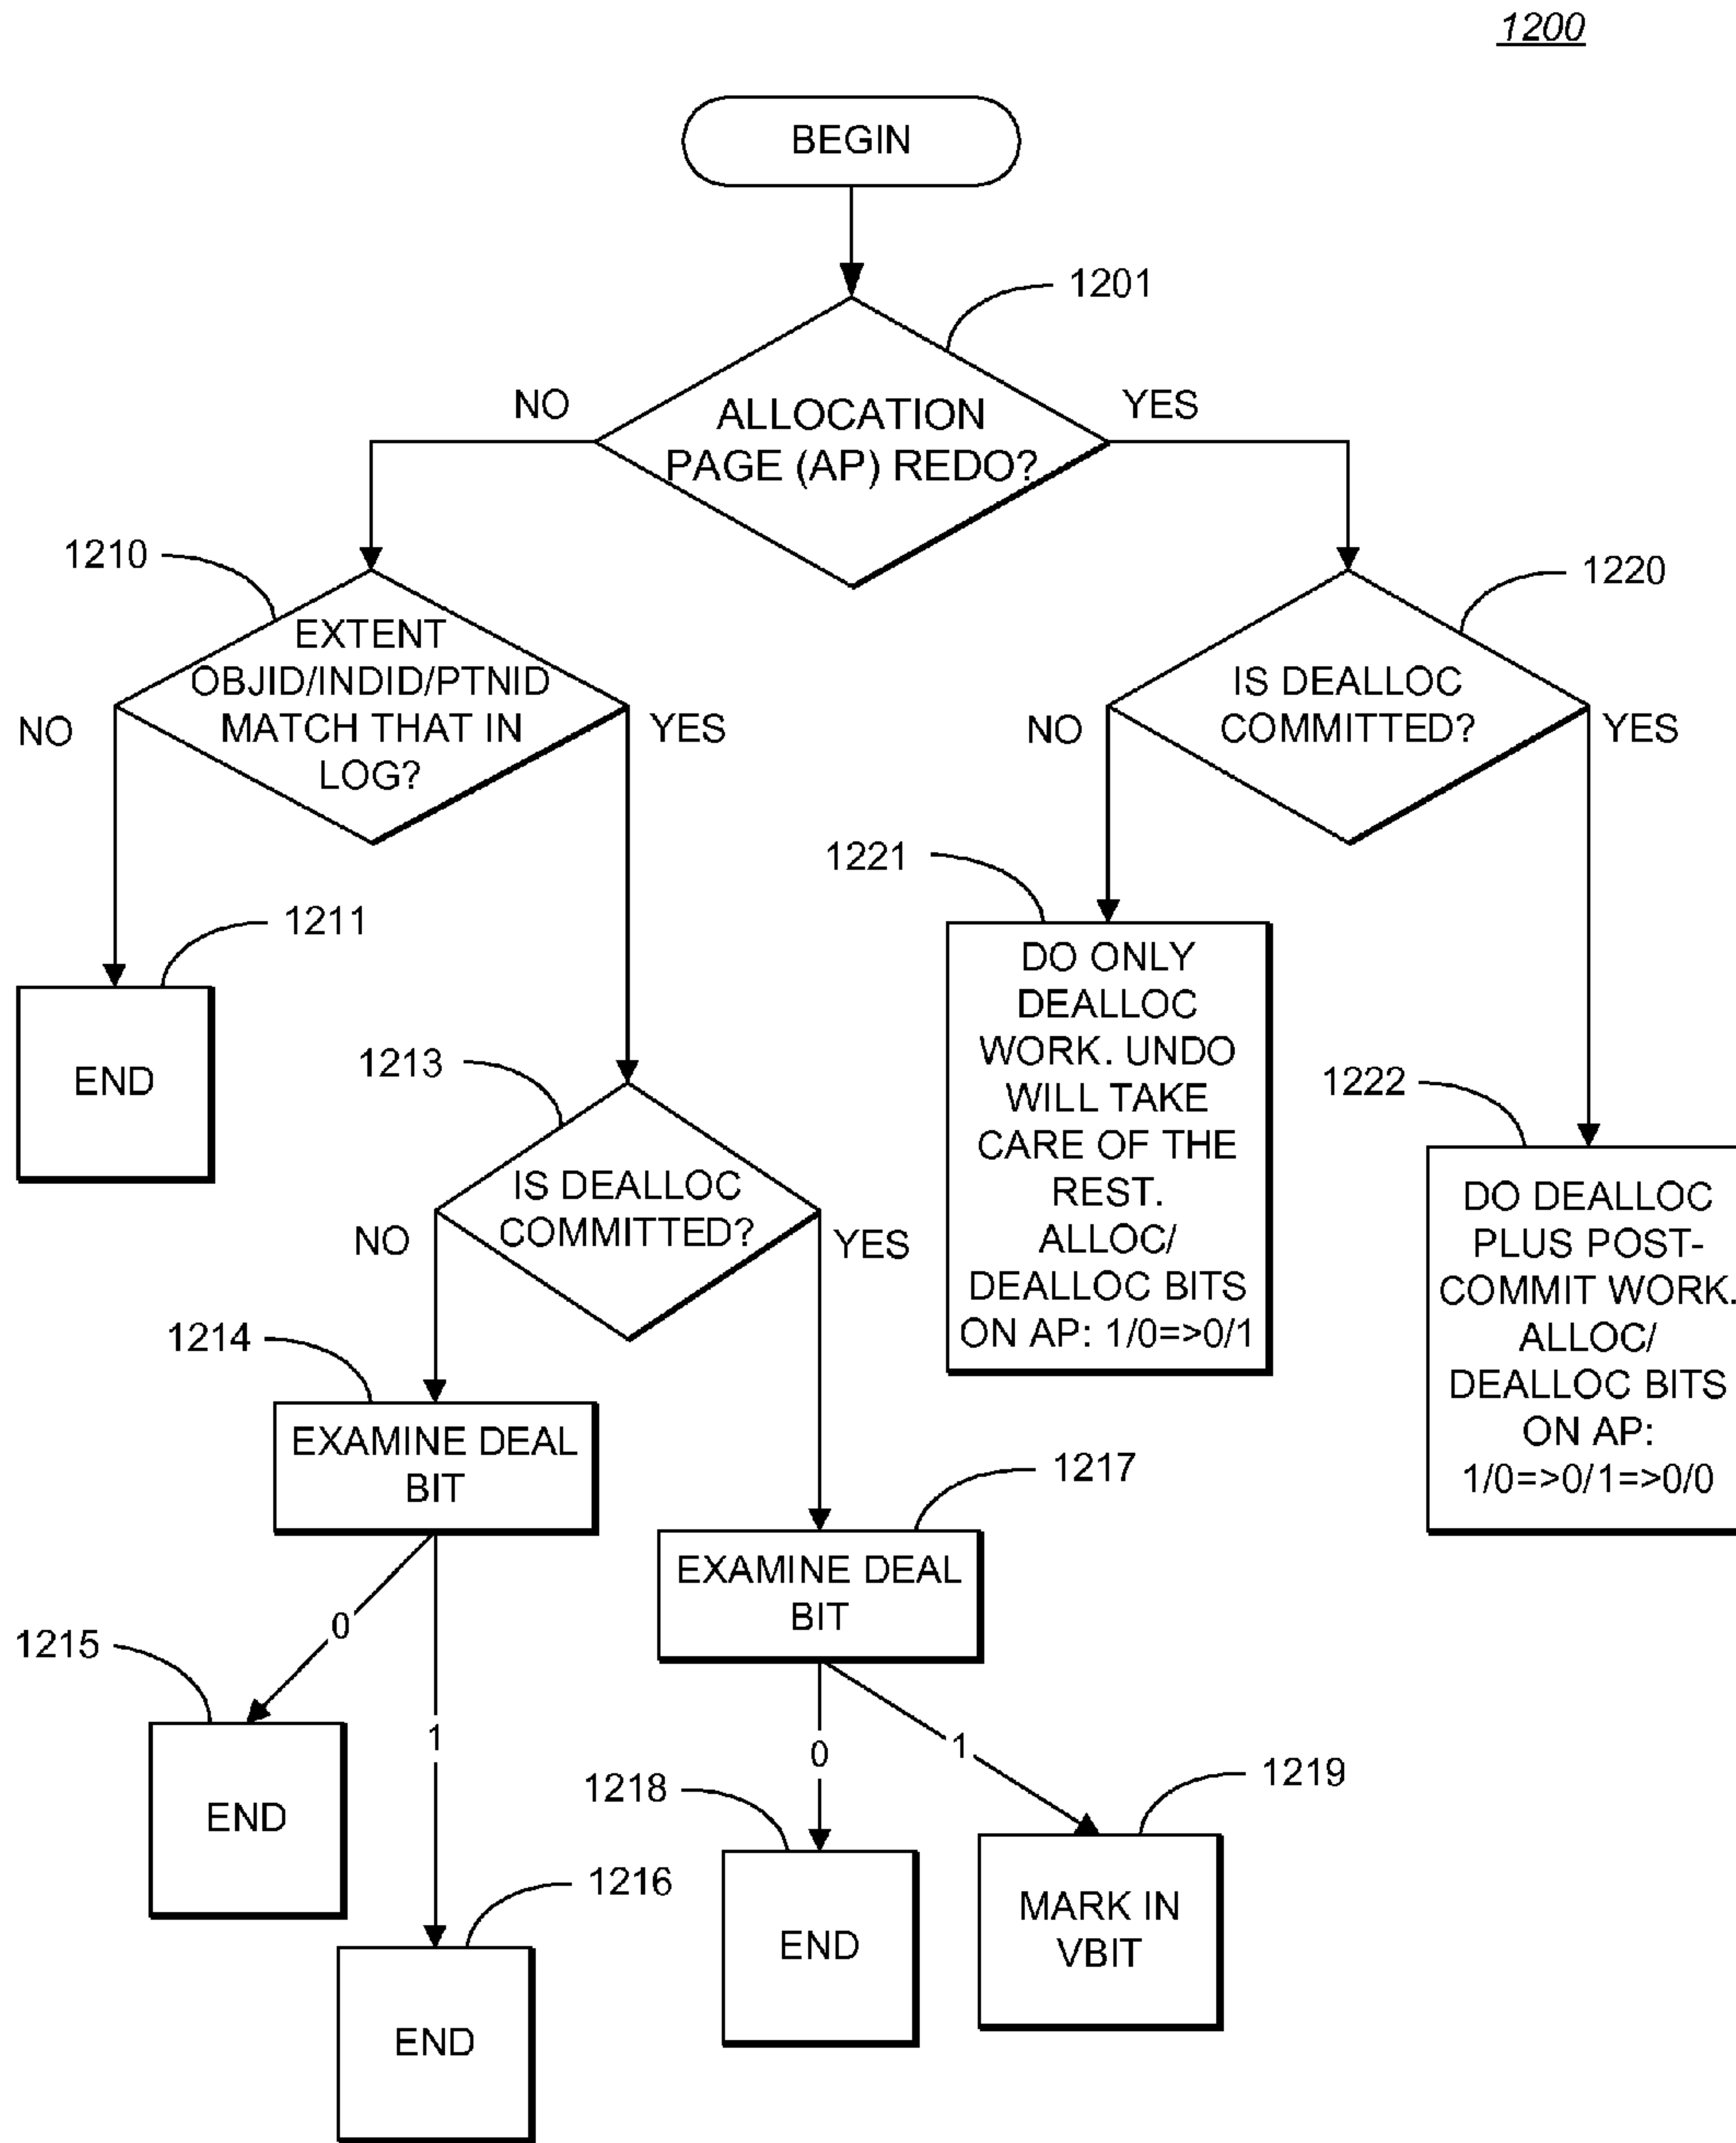 1200
BEGIN
1201
NO
YES
ALLOCATION
PAGE (AP) REDO?
1210
EXTENT
OBJID/INDID/PTNID
MATCH THAT IN
LOG?
NO
YES
1220
IS DEALLOC
COMMITTED?
NO
YES
1211
END
1221
DO ONLY
DEALLOC
WORK. UNDO
WILL TAKE
CARE OF THE
REST.
ALLOC/
DEALLOC BITS
ON AP: 1/0=>0/1
1222
DO DEALLOC
PLUS POST-
COMMIT WORK.
ALLOC/
DEALLOC BITS
ON AP:
1/0=>0/1=>0/0
1213
IS DEALLOC
COMMITTED?
NO
YES
1214
EXAMINE DEAL
BIT
1217
EXAMINE DEAL
BIT
0
1
1215
END
1216
END
0
1
1218
END
1219
MARK IN
VBIT